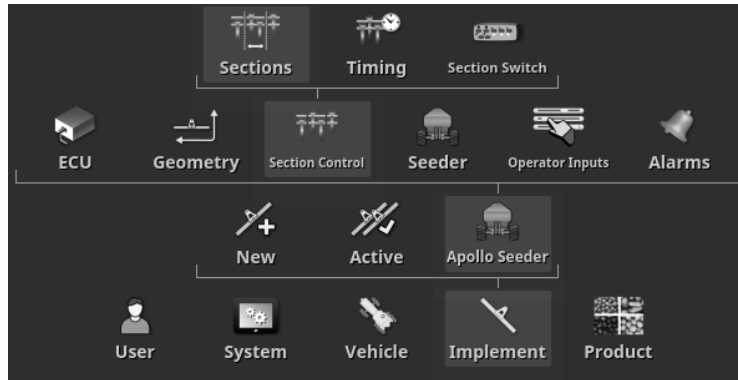 Sections Timing Section Switch
ECU Geometry Section Control Seeder Operator Inputs Alarms
New Active Apollo Seeder
User System Vehicle Implement Product